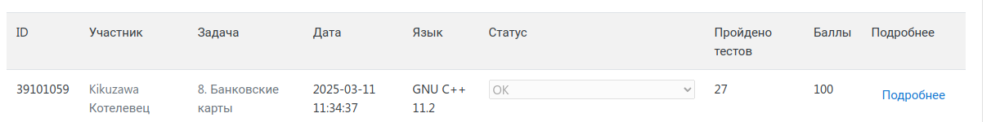 ID Участник Задача Дата Язык Статус Пройдено тестов Баллы Подробнее
39101059 Kikuzawa Котелевец 8. Банковские карты 2025-03-11 11:34:37 GNU C++ 11.2 OK 27 100 Подробнее